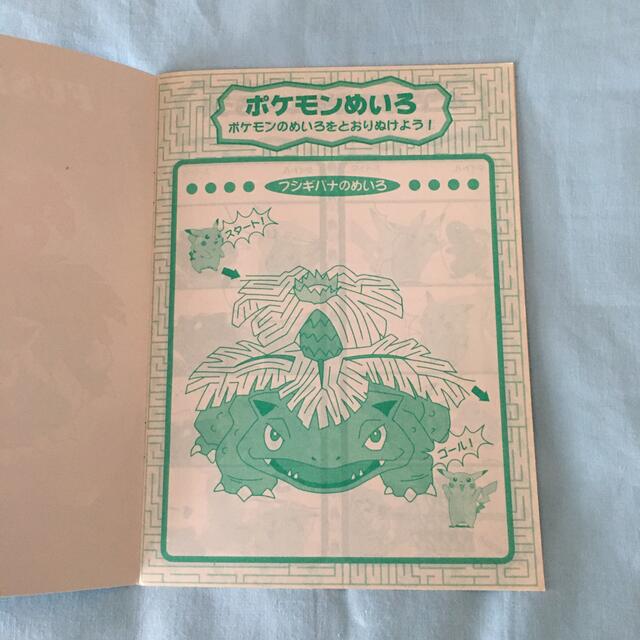 ポケモンめいろ
ポケモンのめいろをとおりぬけよう!
フシギバナのめいろ
スタート!
ゴール!